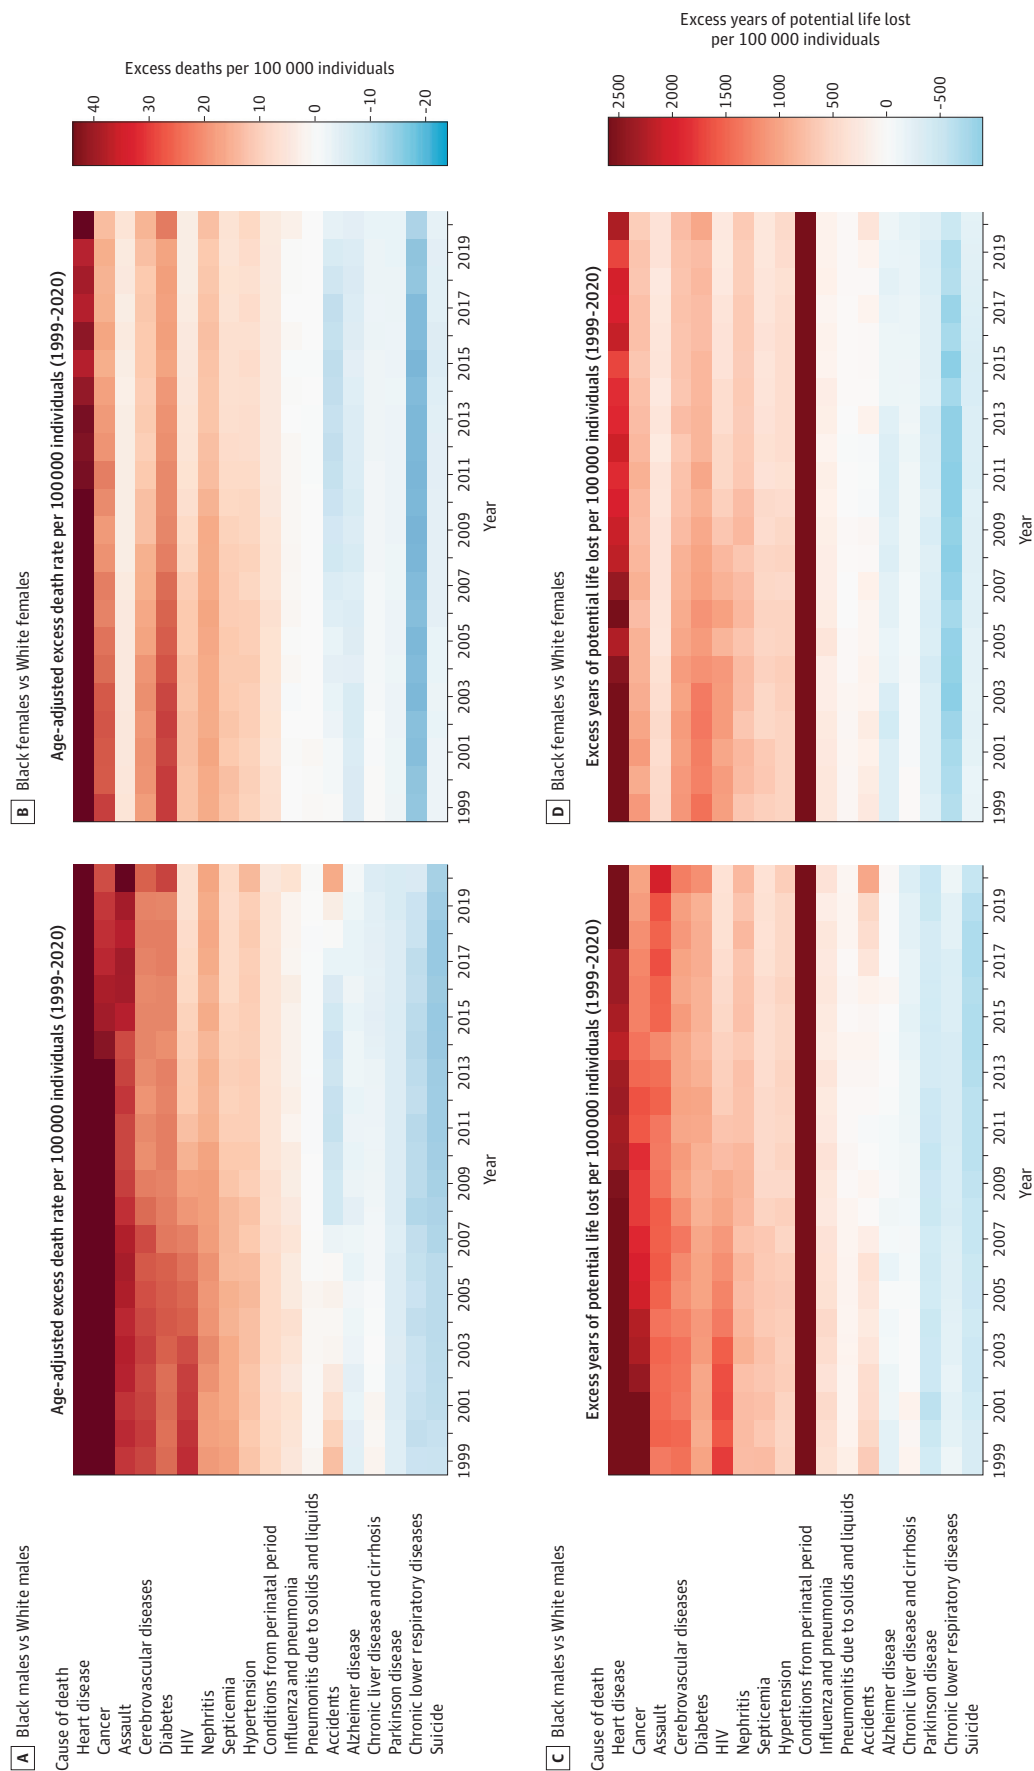 A Black males vs White males
Age-adjusted excess death rate per 100 000 individuals (1999-2020)
Cause of death
Heart disease
Cancer
Assault
Cerebrovascular diseases
Diabetes
HIV
Nephritis
Septicemia
Hypertension
Conditions from perinatal period
Influenza and pneumonia
Pneumonitis due to solids and liquids
Accidents
Alzheimer disease
Chronic liver disease and cirrhosis
Parkinson disease
Chronic lower respiratory diseases
Suicide
1999 2001 2003 2005 2007 2009 2011 2013 2015 2017 2019
Year
B Black females vs White females
Age-adjusted excess death rate per 100 000 individuals (1999-2020)
1999 2001 2003 2005 2007 2009 2011 2013 2015 2017 2019
Year
40
30
20
10
0
-10
-20
Excess deaths per 100 000 individuals
C Black males vs White males
Excess years of potential life lost per 100 000 individuals (1999-2020)
Cause of death
Heart disease
Cancer
Assault
Cerebrovascular diseases
Diabetes
HIV
Nephritis
Septicemia
Hypertension
Conditions from perinatal period
Influenza and pneumonia
Pneumonitis due to solids and liquids
Accidents
Alzheimer disease
Chronic liver disease and cirrhosis
Parkinson disease
Chronic lower respiratory diseases
Suicide
1999 2001 2003 2005 2007 2009 2011 2013 2015 2017 2019
Year
D Black females vs White females
Excess years of potential life lost per 100 000 individuals (1999-2020)
1999 2001 2003 2005 2007 2009 2011 2013 2015 2017 2019
Year
2500
2000
1500
1000
500
0
-500
Excess years of potential life lost
per 100 000 individuals